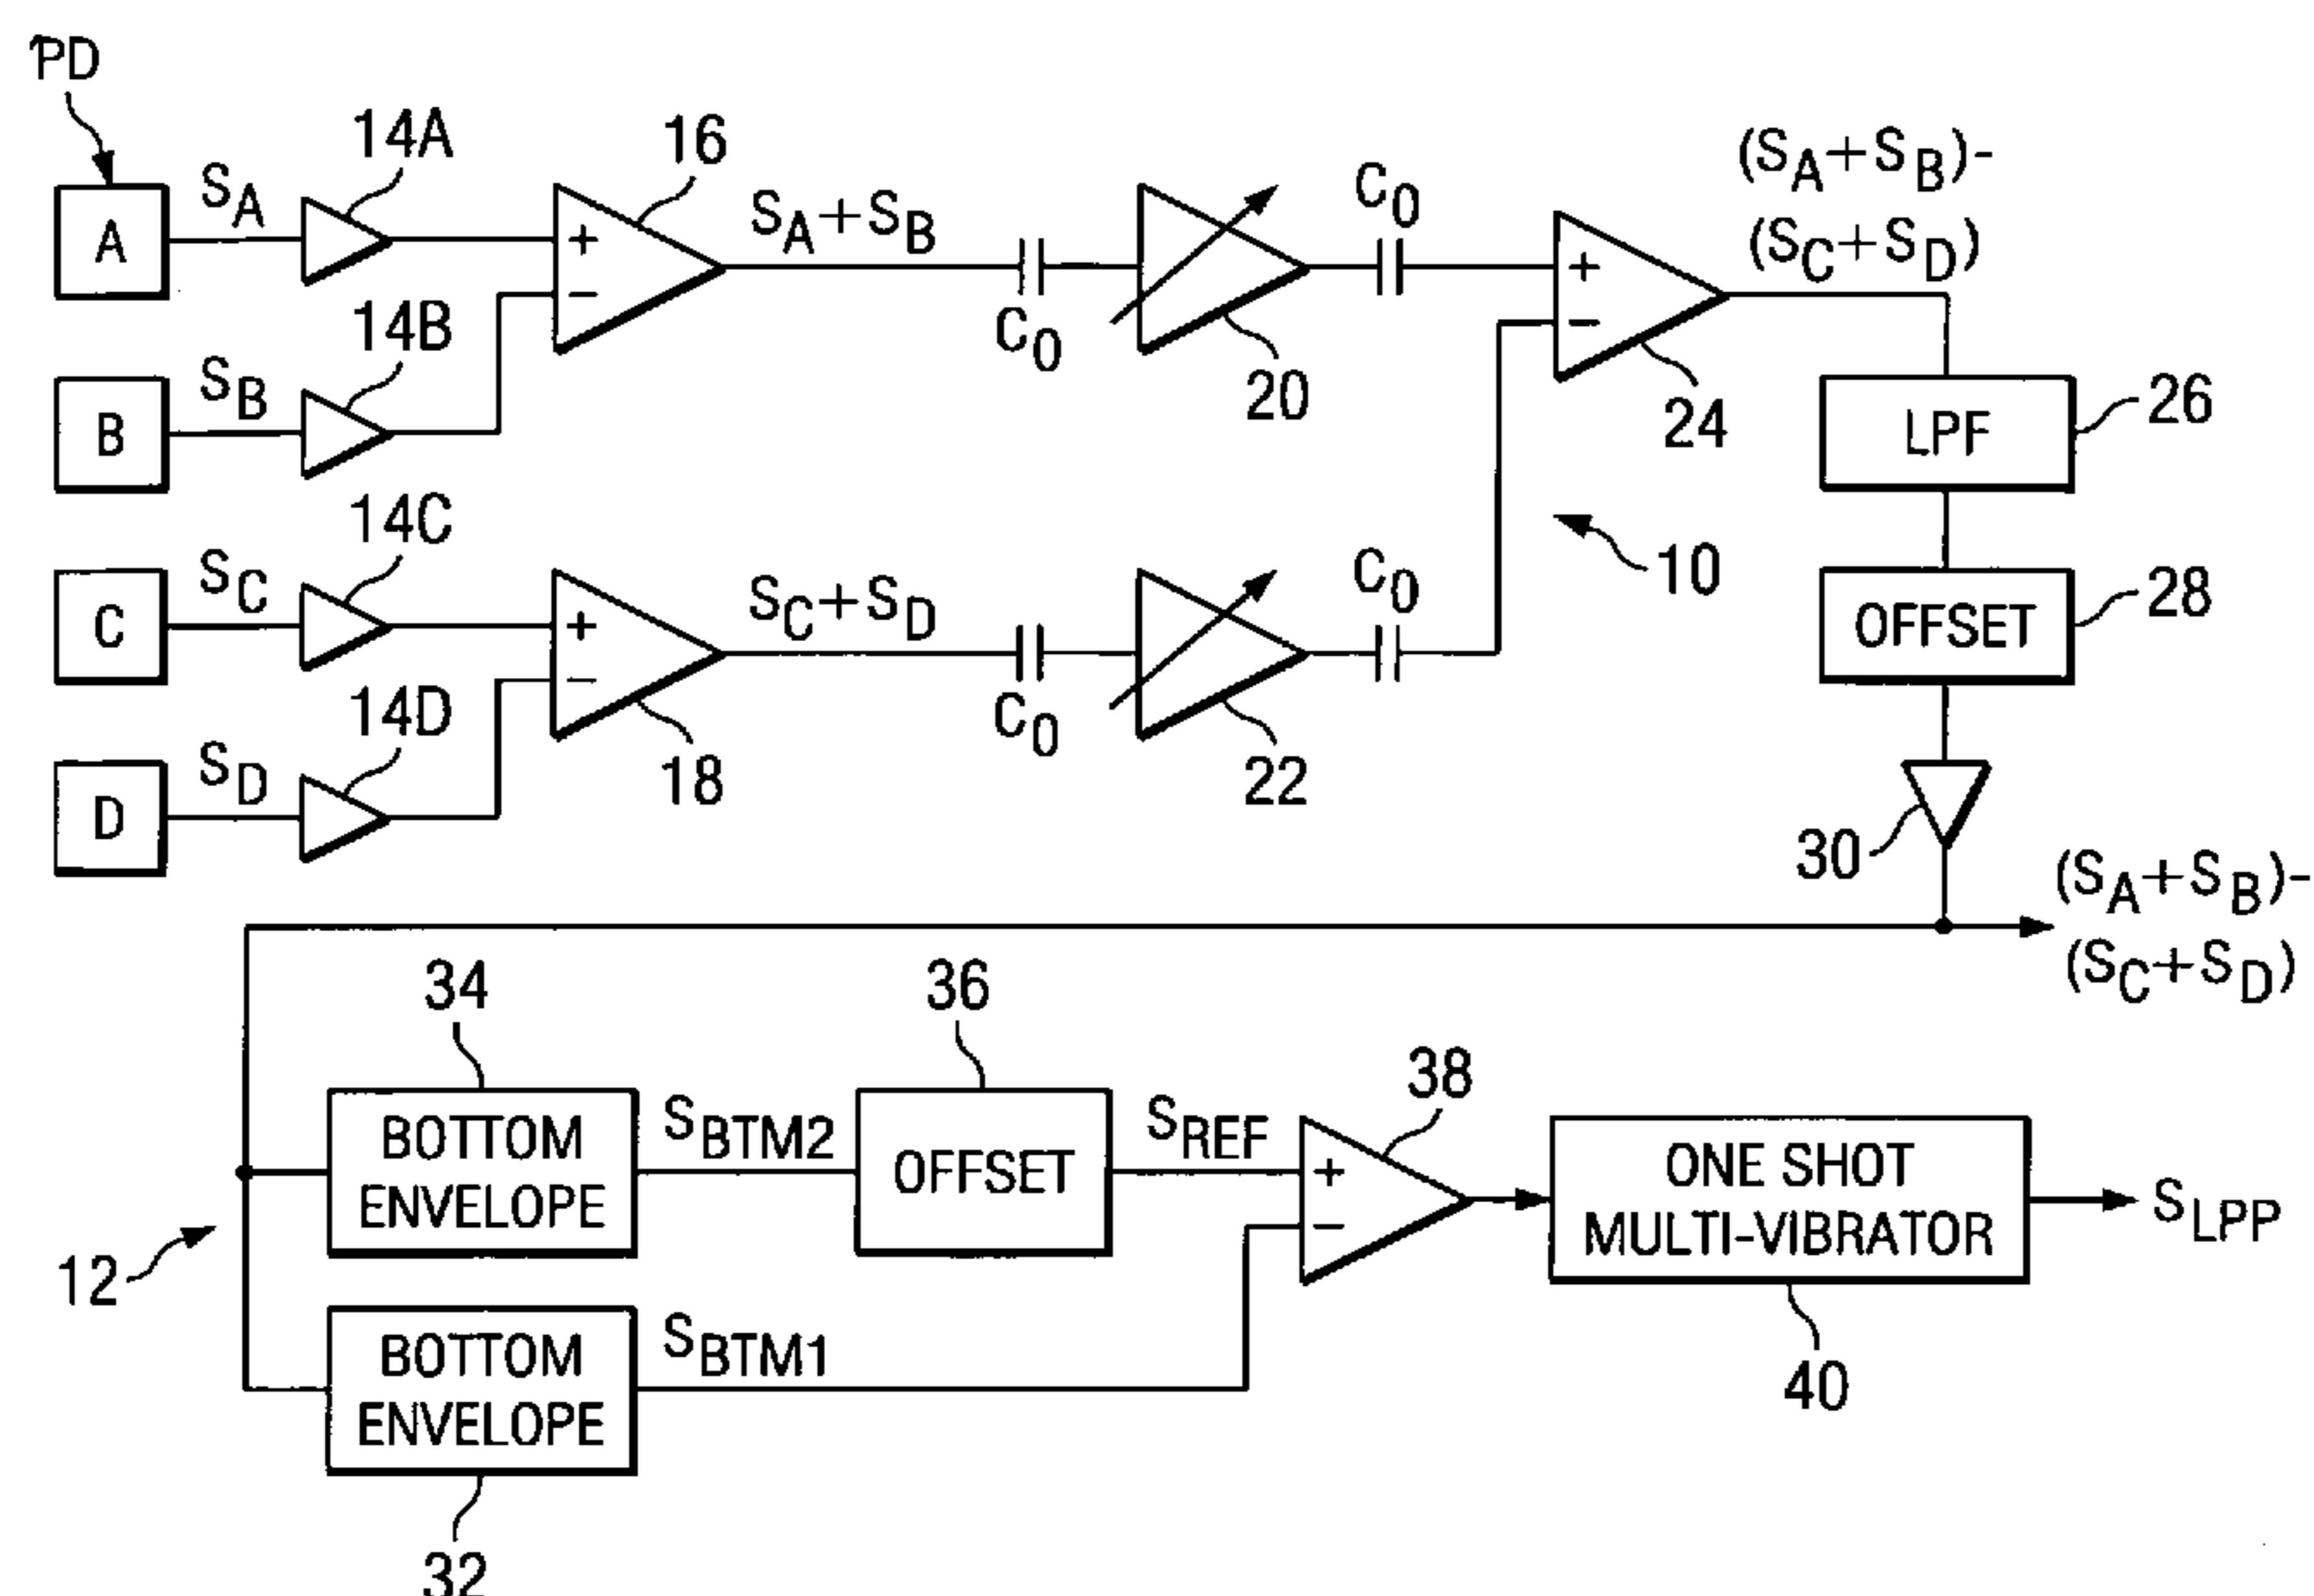 PD
14A
16
(SA+SB)-
(SC+SD)
A
SA
+
−
SA+SB
C0
C0
20
+
−
24
14B
B
SB
LPF
26
14C
C
SC
+
−
SC+SD
C0
C0
22
10
OFFSET
28
14D
D
SD
18
30
(SA+SB)-
(SC+SD)
34
36
38
BOTTOM
ENVELOPE
SBTM2
OFFSET
SREF
+
−
ONE SHOT
MULTI-VIBRATOR
SLPP
12
BOTTOM
ENVELOPE
SBTM1
40
32